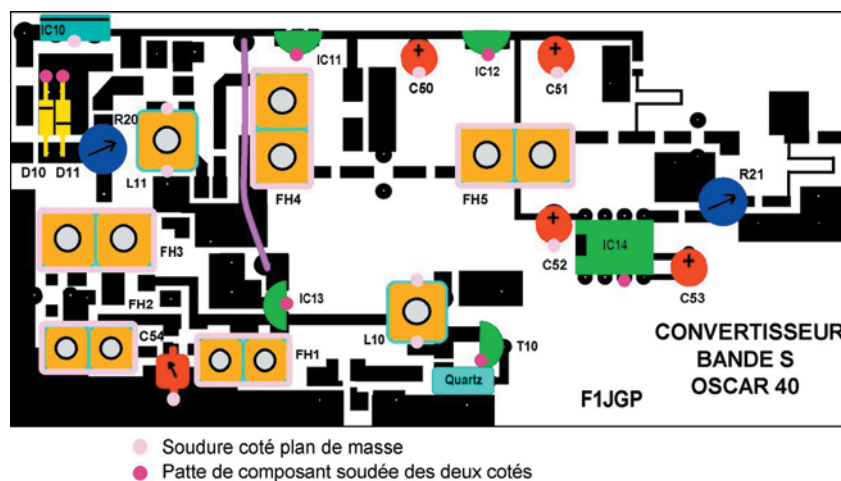 IC10
IC11
IC12
C50
C51
R20
D10
D11
L11
FH4
FH5
R21
FH3
IC14
C52
C53
FH2
IC13
C54
L10
T10
FH1
Quartz
CONVERTISSEUR
BANDE S
OSCAR 40
F1JGP
Soudure coté plan de masse
Patte de composant soudée des deux cotés